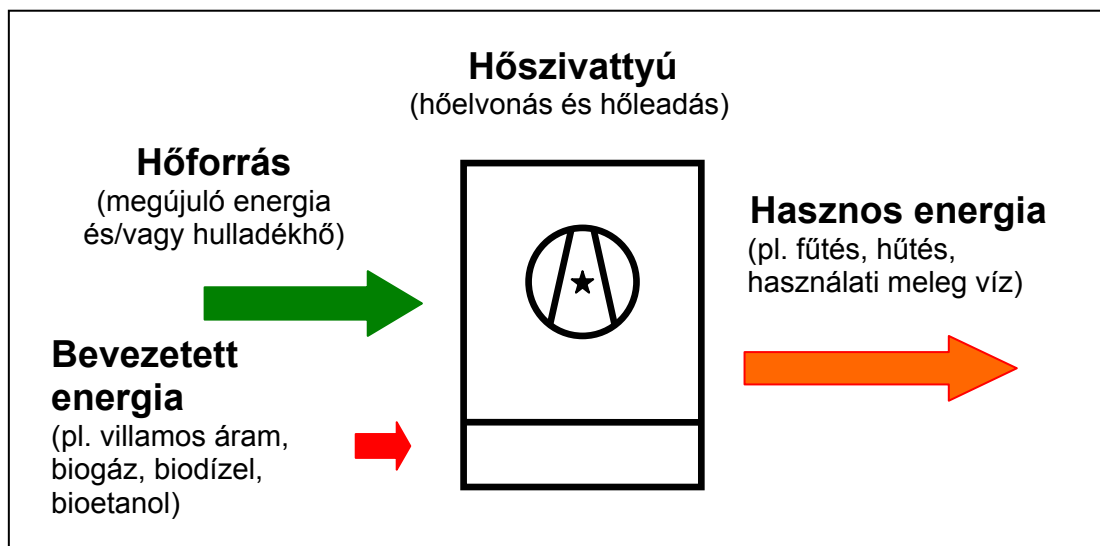 Hőszivattyú
(hőelvonás és hőleadás)
Hőforrás
(megújuló energia
és/vagy hulladékhő)
Bevezetett
energia
(pl. villamos áram,
biogáz, biodízel,
bioetanol)
Hasznos energia
(pl. fűtés, hűtés,
használati meleg víz)